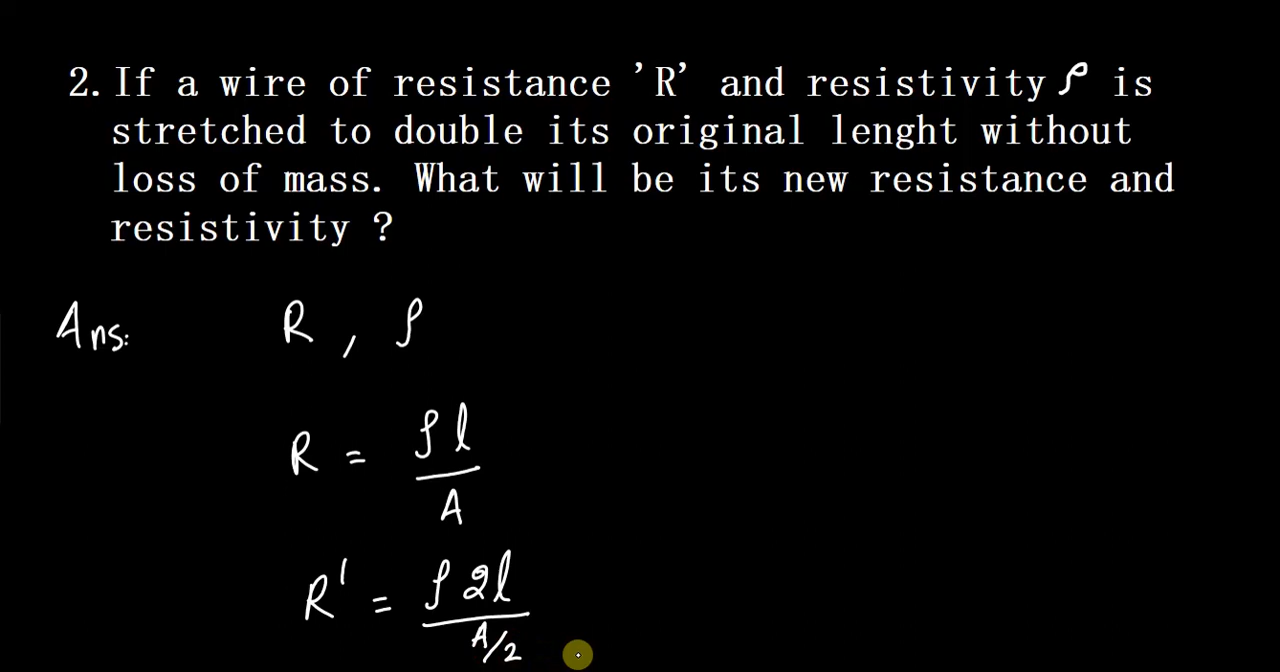 2. If a wire of resistance 'R' and resistivity ρ is
stretched to double its original lenght without
loss of mass. What will be its new resistance and
resistivity ?
Ans: R , ρ
R = ρl/A
R' = ρ2l/(A/2)